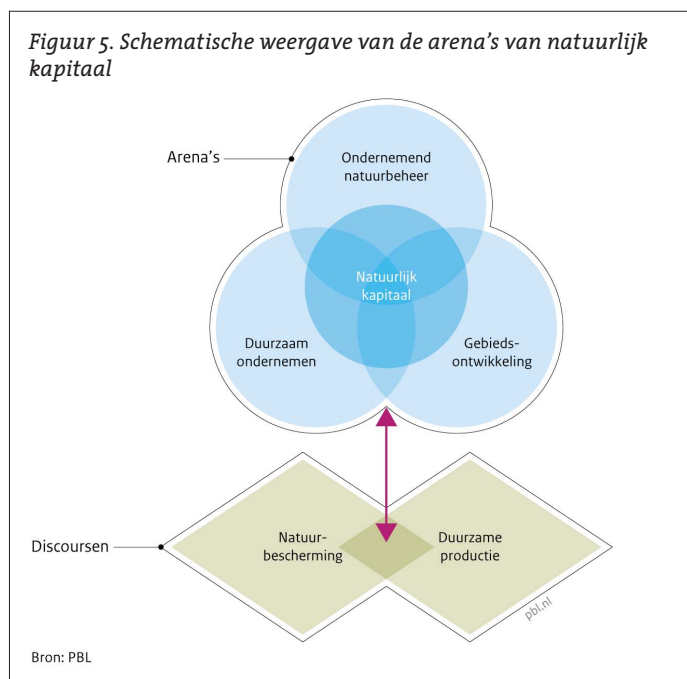 Figuur 5. Schematische weergave van de arena's van natuurlijk
kapitaal
Arena's
Ondernemend
natuurbeheer
Natuurlijk
kapitaal
Duurzaam
ondernemen
Gebieds-
ontwikkeling
Discoursen
Natuur-
bescherming
Duurzame
productie
pbl.nl
Bron: PBL